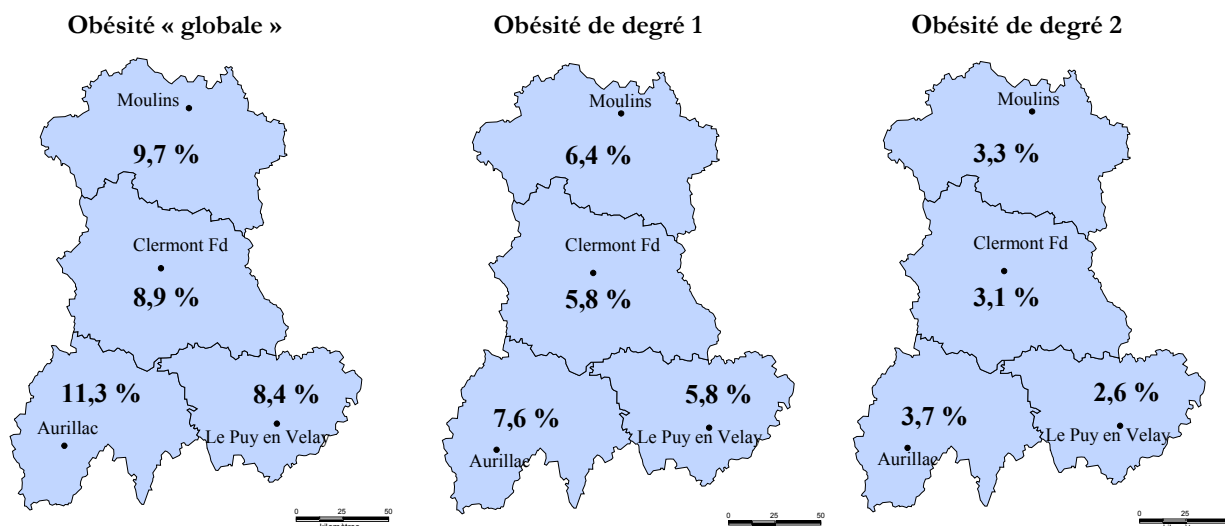 Obésité « globale »
Moulins
9,7 %
Clermont Fd
8,9 %
11,3 %
8,4 %
Aurillac
Le Puy en Velay
0 25 50
kilomètres
Obésité de degré 1
Moulins
6,4 %
Clermont Fd
5,8 %
7,6 %
5,8 %
Aurillac
Le Puy en Velay
0 25 50
Obésité de degré 2
Moulins
3,3 %
Clermont Fd
3,1 %
3,7 %
2,6 %
Aurillac
Le Puy en Velay
0 25